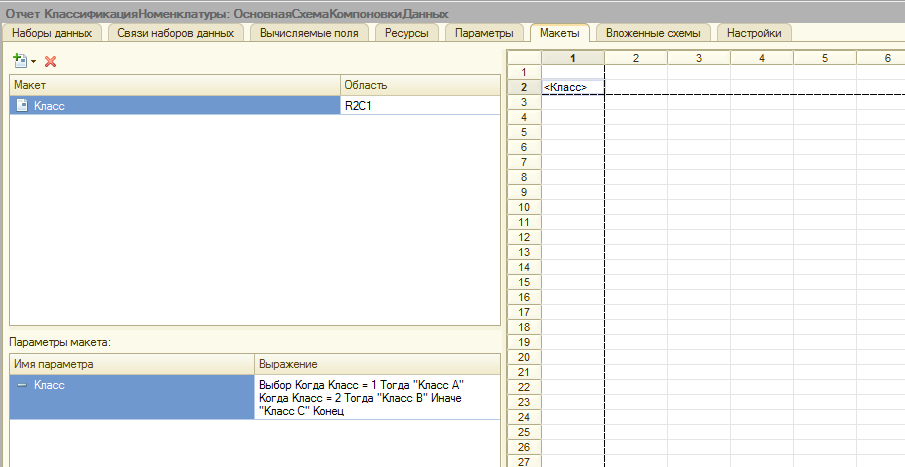 Отчет КлассификацияНоменклатуры: ОсновнаяСхемаКомпоновкиДанных
Наборы данных Связи наборов данных Вычисляемые поля Ресурсы Параметры Макеты Вложенные схемы Настройки
Макет Область
Класс R2C1
Параметры макета:
Имя параметра Выражение
Класс Выбор Когда Класс = 1 Тогда "Класс A"
Когда Класс = 2 Тогда "Класс B" Иначе
"Класс C" Конец
1 2 3 4 5 6
1
2 <Класс>
3
4
5
6
7
8
9
10
11
12
13
14
15
16
17
18
19
20
21
22
23
24
25
26
27